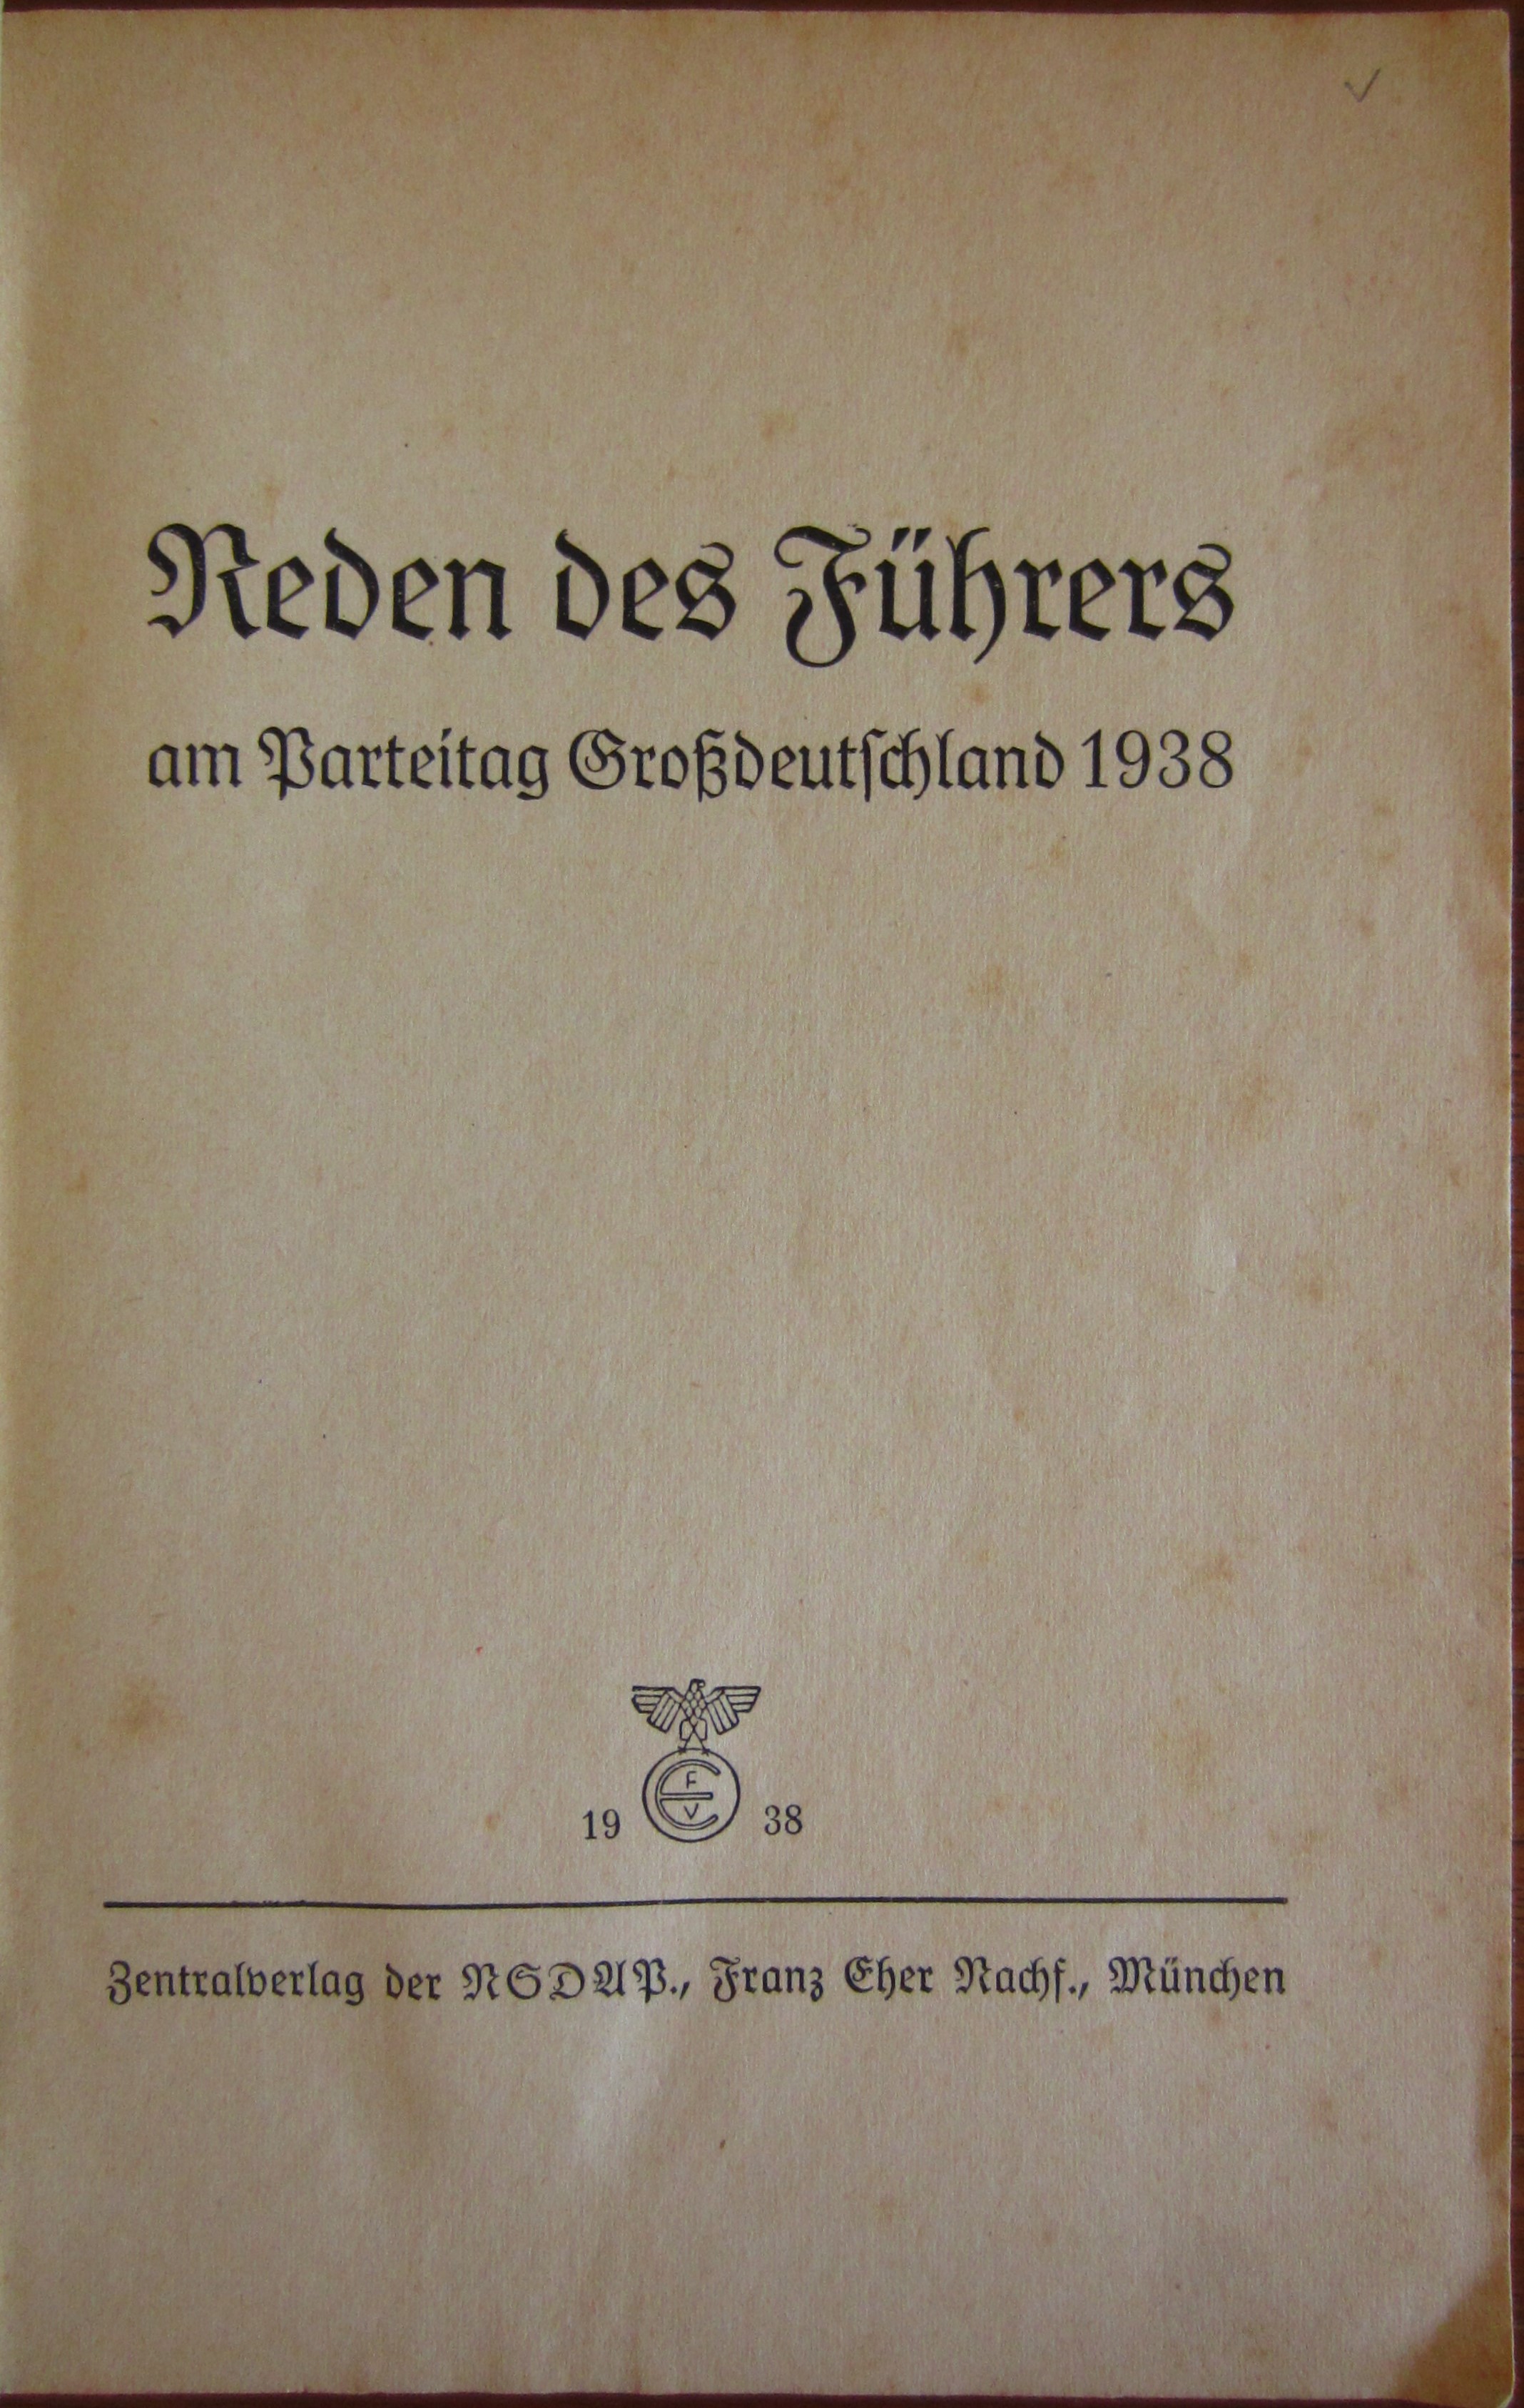 Reden des Führers
am Parteitag Großdeutſchland 1938
F
E
V
19 38
Zentralverlag der NSDAP., Franz Eher Nachf., München